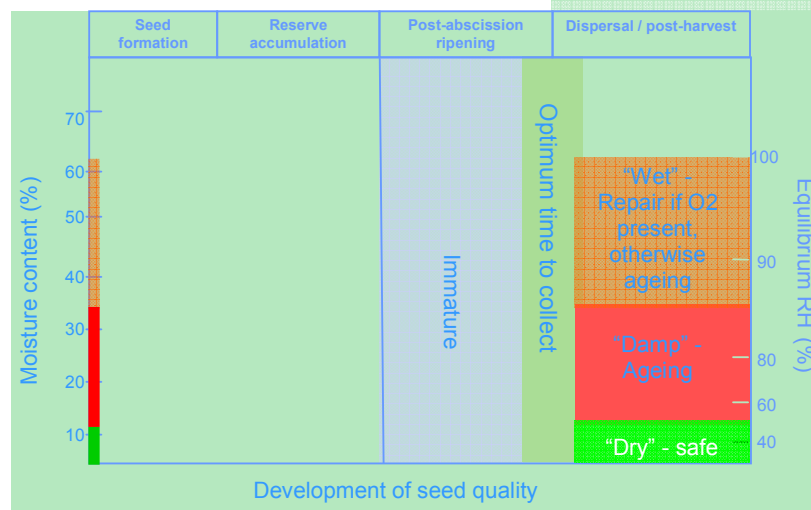 Seed
formation
Reserve
accumulation
Post-abscission
ripening
Dispersal / post-harvest
Moisture content (%)
70
60
50
40
30
20
10
Immature
Optimum time to collect
“Wet” -
Repair if O2
present,
otherwise
ageing
“Damp” -
Ageing
“Dry” - safe
100
90
80
60
40
Equilibrium RH (%)
Development of seed quality